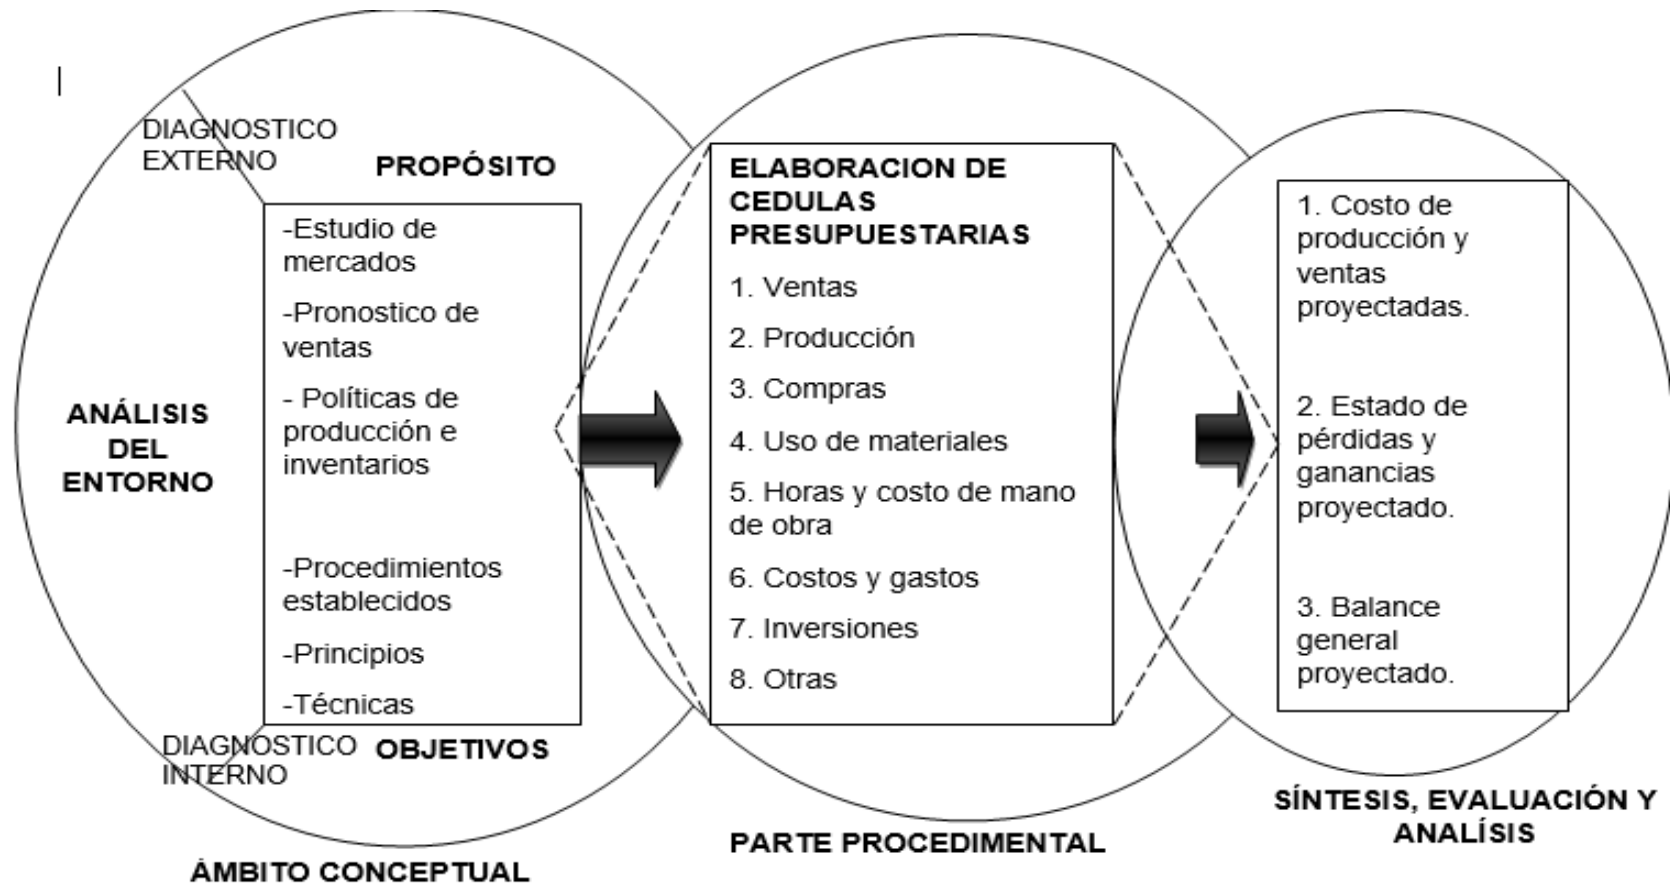 DIAGNOSTICO
EXTERNO
PROPÓSITO
-Estudio de
mercados
-Pronostico de
ventas
- Políticas de
producción e
inventarios
-Procedimientos
establecidos
-Principios
-Técnicas
ANÁLISIS
DEL
ENTORNO
DIAGNOSTICO
INTERNO
OBJETIVOS
ÁMBITO CONCEPTUAL
ELABORACION DE
CEDULAS
PRESUPUESTARIAS
1. Ventas
2. Producción
3. Compras
4. Uso de materiales
5. Horas y costo de mano
de obra
6. Costos y gastos
7. Inversiones
8. Otras
PARTE PROCEDIMENTAL
1. Costo de
producción y
ventas
proyectadas.
2. Estado de
pérdidas y
ganancias
proyectado.
3. Balance
general
proyectado.
SÍNTESIS, EVALUACIÓN Y
ANALÍSIS